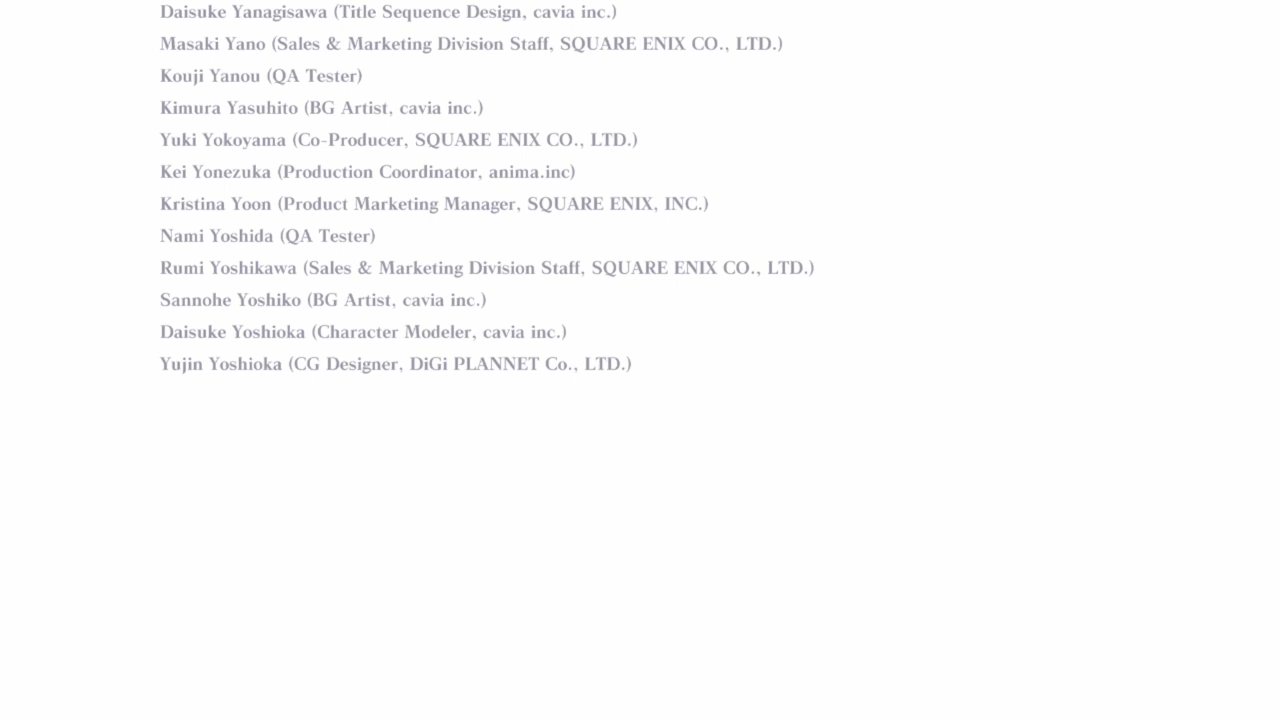 Daisuke Yanagisawa (Title Sequence Design, cavia inc.)
Masaki Yano (Sales & Marketing Division Staff, SQUARE ENIX CO., LTD.)
Kouji Yanou (QA Tester)
Kimura Yasuhito (BG Artist, cavia inc.)
Yuki Yokoyama (Co-Producer, SQUARE ENIX CO., LTD.)
Kei Yonezuka (Production Coordinator, anima.inc)
Kristina Yoon (Product Marketing Manager, SQUARE ENIX, INC.)
Nami Yoshida (QA Tester)
Rumi Yoshikawa (Sales & Marketing Division Staff, SQUARE ENIX CO., LTD.)
Sannohe Yoshiko (BG Artist, cavia inc.)
Daisuke Yoshioka (Character Modeler, cavia inc.)
Yujin Yoshioka (CG Designer, DiGi PLANNET Co., LTD.)